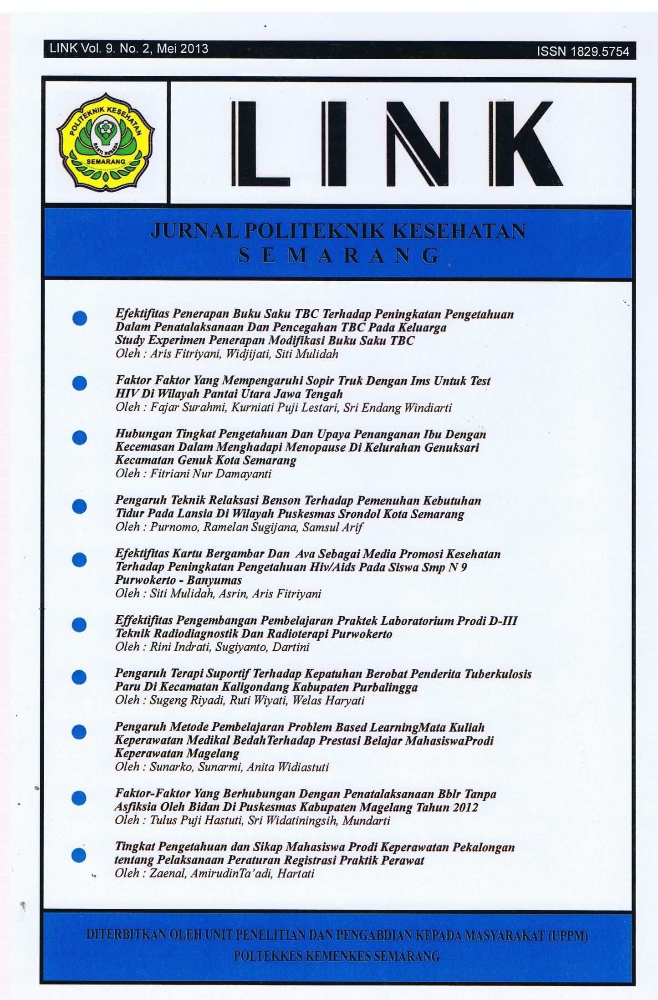 LINK Vol. 9. No. 2, Mei 2013
ISSN 1829.5754
POLITEKNIK KESEHATAN
BAKTI HUSADA
SEMARANG
LINK
JURNAL POLITEKNIK KESEHATAN
SEMARANG
Efektifitas Penerapan Buku Saku TBC Terhadap Peningkatan Pengetahuan
Dalam Penatalaksanaan Dan Pencegahan TBC Pada Keluarga
Study Experimen Penerapan Modifikasi Buku Saku TBC
Oleh : Aris Fitriyani, Widjijati, Siti Mulidah
Faktor Faktor Yang Mempengaruhi Sopir Truk Dengan Ims Untuk Test
HIV Di Wilayah Pantai Utara Jawa Tengah
Oleh : Fajar Surahmi, Kurniati Puji Lestari, Sri Endang Windiarti
Hubungan Tingkat Pengetahuan Dan Upaya Penanganan Ibu Dengan
Kecemasan Dalam Menghadapi Menopause Di Kelurahan Genuksari
Kecamatan Genuk Kota Semarang
Oleh : Fitriani Nur Damayanti
Pengaruh Teknik Relaksasi Benson Terhadap Pemenuhan Kebutuhan
Tidur Pada Lansia Di Wilayah Puskesmas Srondol Kota Semarang
Oleh : Purnomo, Ramelan Sugijana, Samsul Arif
Efektifitas Kartu Bergambar Dan Ava Sebagai Media Promosi Kesehatan
Terhadap Peningkatan Pengetahuan Hiv/Aids Pada Siswa Smp N 9
Purwokerto - Banyumas
Oleh : Siti Mulidah, Asrin, Aris Fitriyani
Effektifitas Pengembangan Pembelajaran Praktek Laboratorium Prodi D-III
Teknik Radiodiagnostik Dan Radioterapi Purwokerto
Oleh : Rini Indrati, Sugiyanto, Dartini
Pengaruh Terapi Suportif Terhadap Kepatuhan Berobat Penderita Tuberkulosis
Paru Di Kecamatan Kaligondang Kabupaten Purbalingga
Oleh : Sugeng Riyadi, Ruti Wiyati, Welas Haryati
Pengaruh Metode Pembelajaran Problem Based LearningMata Kuliah
Keperawatan Medikal BedahTerhadap Prestasi Belajar MahasiswaProdi
Keperawatan Magelang
Oleh : Sunarko, Sunarmi, Anita Widiastuti
Faktor-Faktor Yang Berhubungan Dengan Penatalaksanaan Bblr Tanpa
Asfiksia Oleh Bidan Di Puskesmas Kabupaten Magelang Tahun 2012
Oleh : Tulus Puji Hastuti, Sri Widatiningsih, Mundarti
Tingkat Pengetahuan dan Sikap Mahasiswa Prodi Keperawatan Pekalongan
tentang Pelaksanaan Peraturan Registrasi Praktik Perawat
Oleh : Zaenal, AmirudinTa'adi, Hartati
DITERBITKAN OLEH UNIT PENELITIAN DAN PENGABDIAN KEPADA MASYARAKAT (UPPM)
POLTEKKES KEMENKES SEMARANG